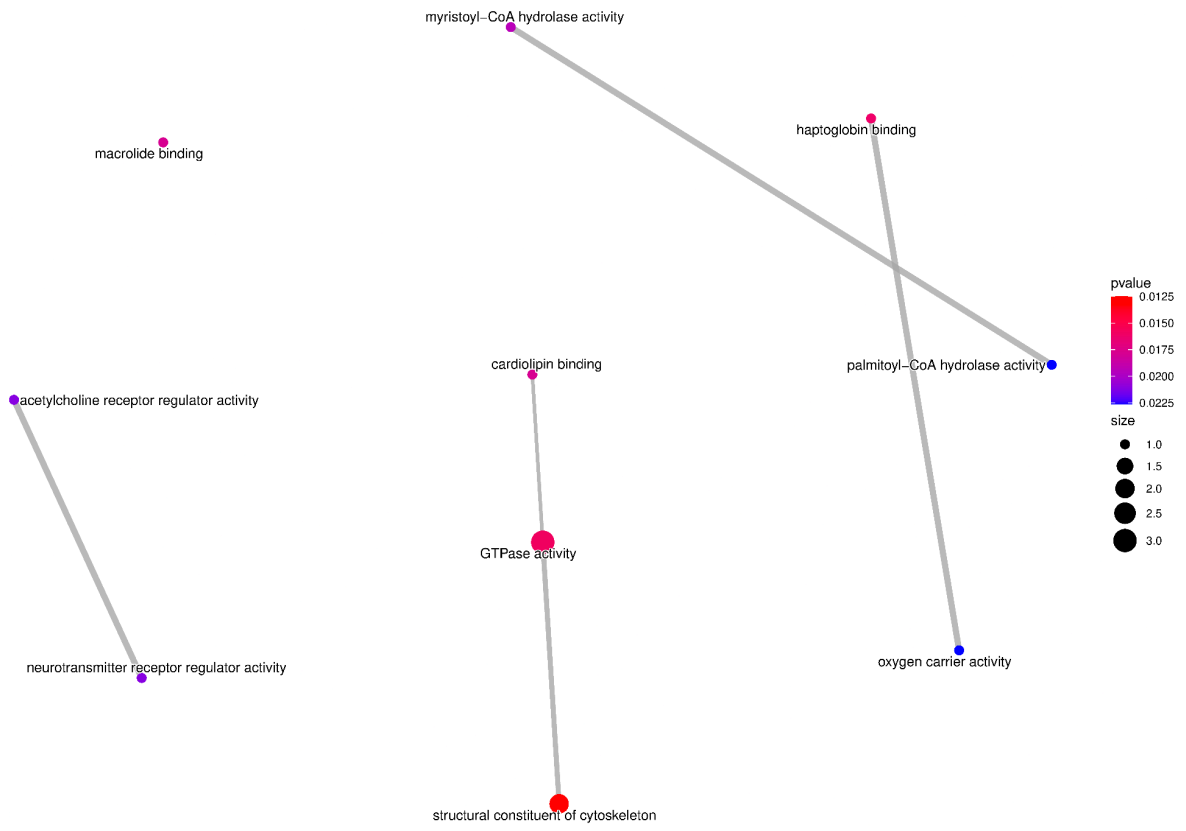 myristoyl−CoA hydrolase activity
haptoglobin binding
macrolide binding
cardiolipin binding
palmitoyl−CoA hydrolase activity
acetylcholine receptor regulator activity
GTPase activity
neurotransmitter receptor regulator activity
oxygen carrier activity
structural constituent of cytoskeleton
pvalue
0.0125
0.0150
0.0175
0.0200
0.0225
size
1.0
1.5
2.0
2.5
3.0